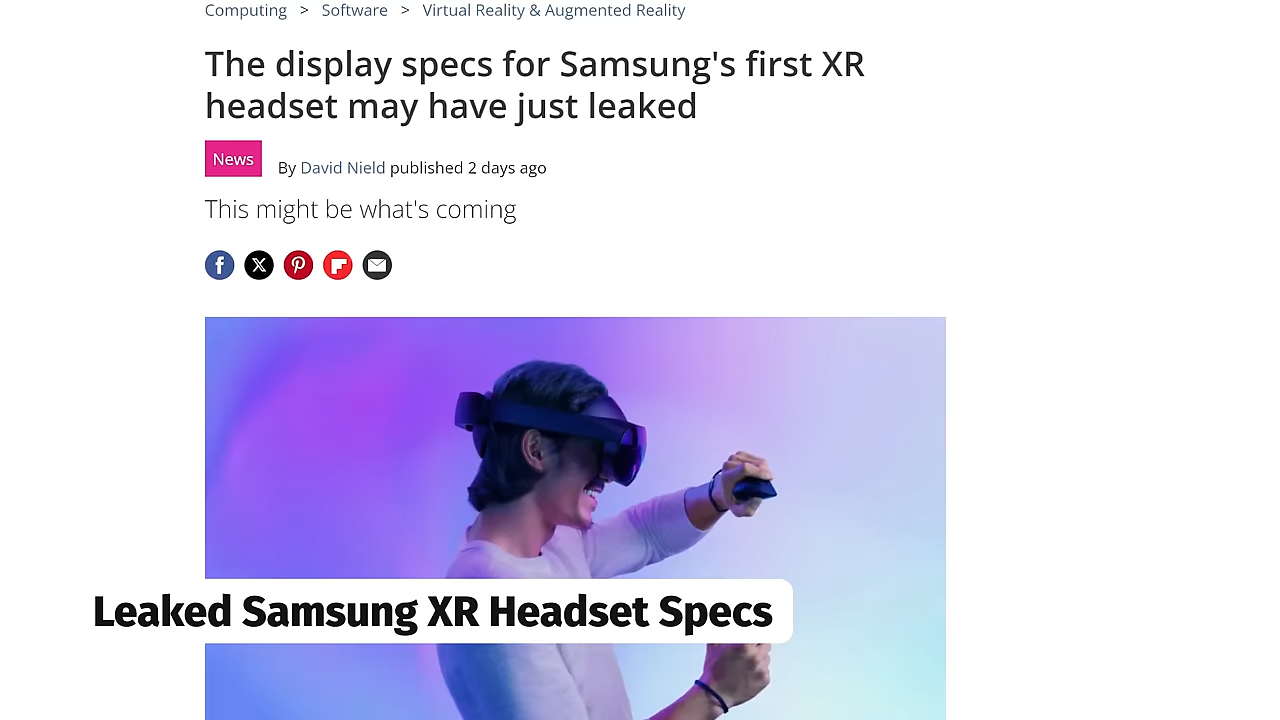 Computing > Software > Virtual Reality & Augmented Reality
The display specs for Samsung's first XR
headset may have just leaked
News
By David Nield published 2 days ago
This might be what's coming
Leaked Samsung XR Headset Specs